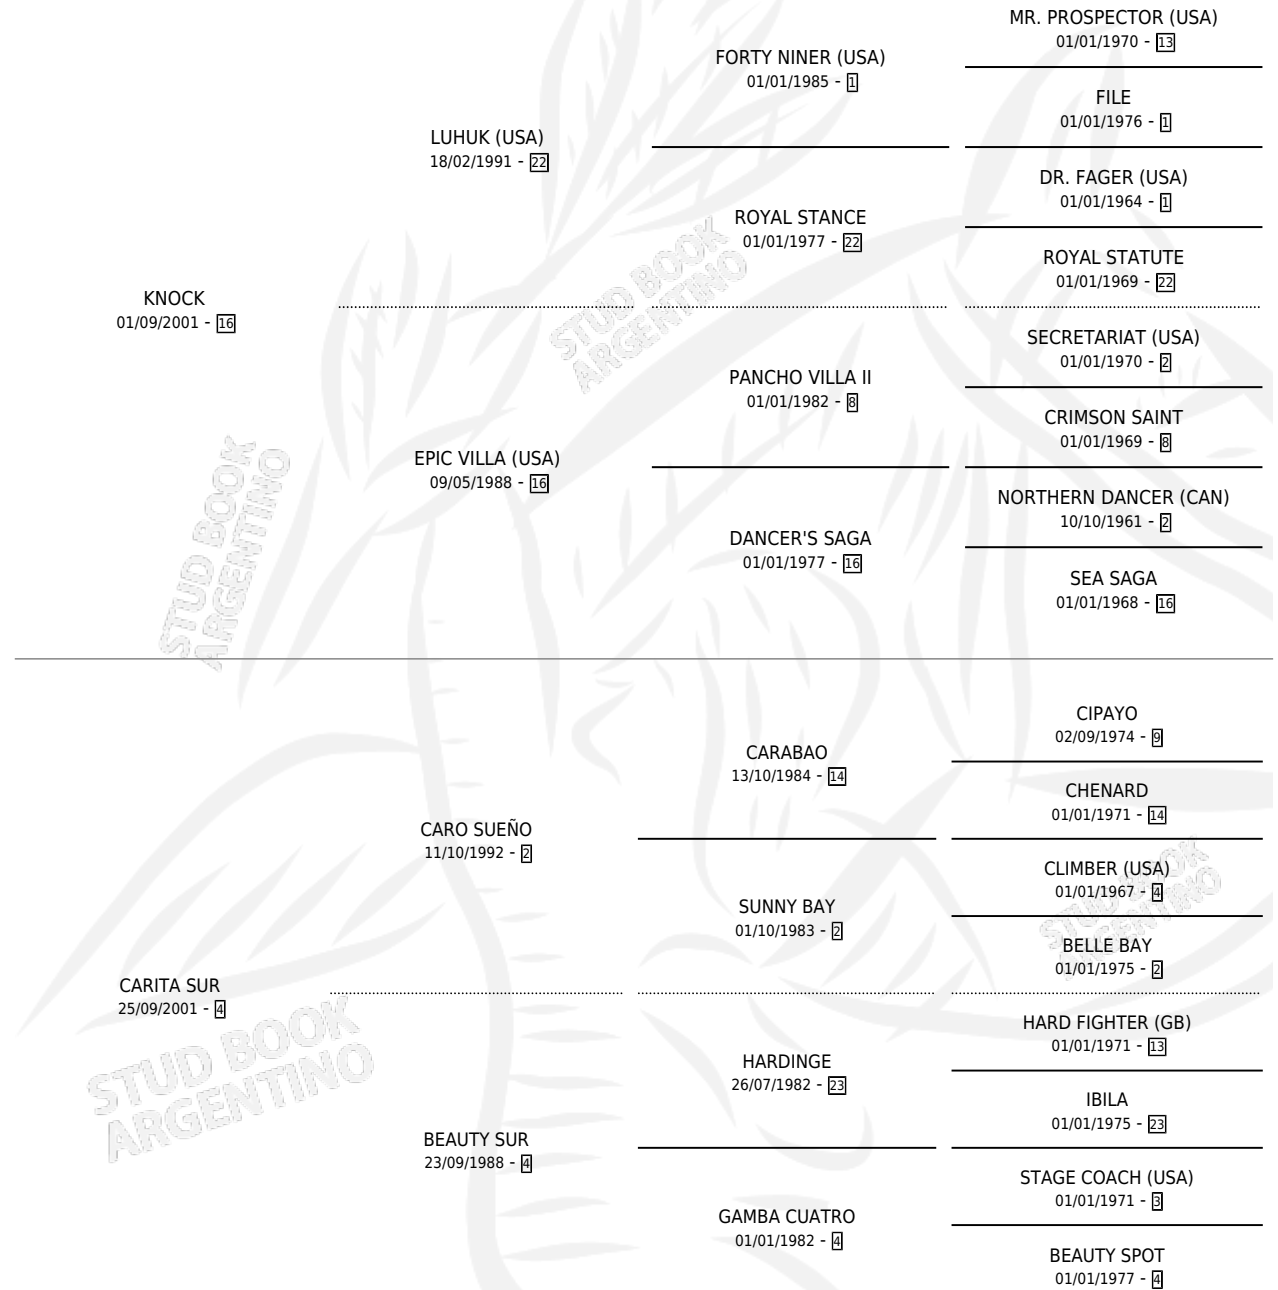 MR. PROSPECTOR (USA)
01/01/1970 - 13
FORTY NINER (USA)
01/01/1985 - 1
FILE
01/01/1976 - 1
LUHUK (USA)
18/02/1991 - 22
DR. FAGER (USA)
01/01/1964 - 1
ROYAL STANCE
01/01/1977 - 22
ROYAL STATUTE
01/01/1969 - 22
KNOCK
01/09/2001 - 16
STUD BOOK
ARGENTINO
SECRETARIAT (USA)
01/01/1970 - 2
PANCHO VILLA II
01/01/1982 - 8
CRIMSON SAINT
01/01/1969 - 8
EPIC VILLA (USA)
09/05/1988 - 16
NORTHERN DANCER (CAN)
10/10/1961 - 2
DANCER'S SAGA
01/01/1977 - 16
SEA SAGA
01/01/1968 - 16
STUD BOOK
ARGENTINO
CIPAYO
02/09/1974 - 9
CARABAO
13/10/1984 - 14
CHENARD
01/01/1971 - 14
CARO SUEÑO
11/10/1992 - 2
CLIMBER (USA)
01/01/1967 - 4
SUNNY BAY
01/10/1983 - 2
BELLE BAY
01/01/1975 - 2
STUD BOOK
ARGENTINO
CARITA SUR
25/09/2001 - 4
HARD FIGHTER (GB)
01/01/1971 - 13
HARDINGE
26/07/1982 - 23
IBILA
01/01/1975 - 23
STUD BOOK
ARGENTINO
BEAUTY SUR
23/09/1988 - 4
STAGE COACH (USA)
01/01/1971 - 3
GAMBA CUATRO
01/01/1982 - 4
BEAUTY SPOT
01/01/1977 - 4